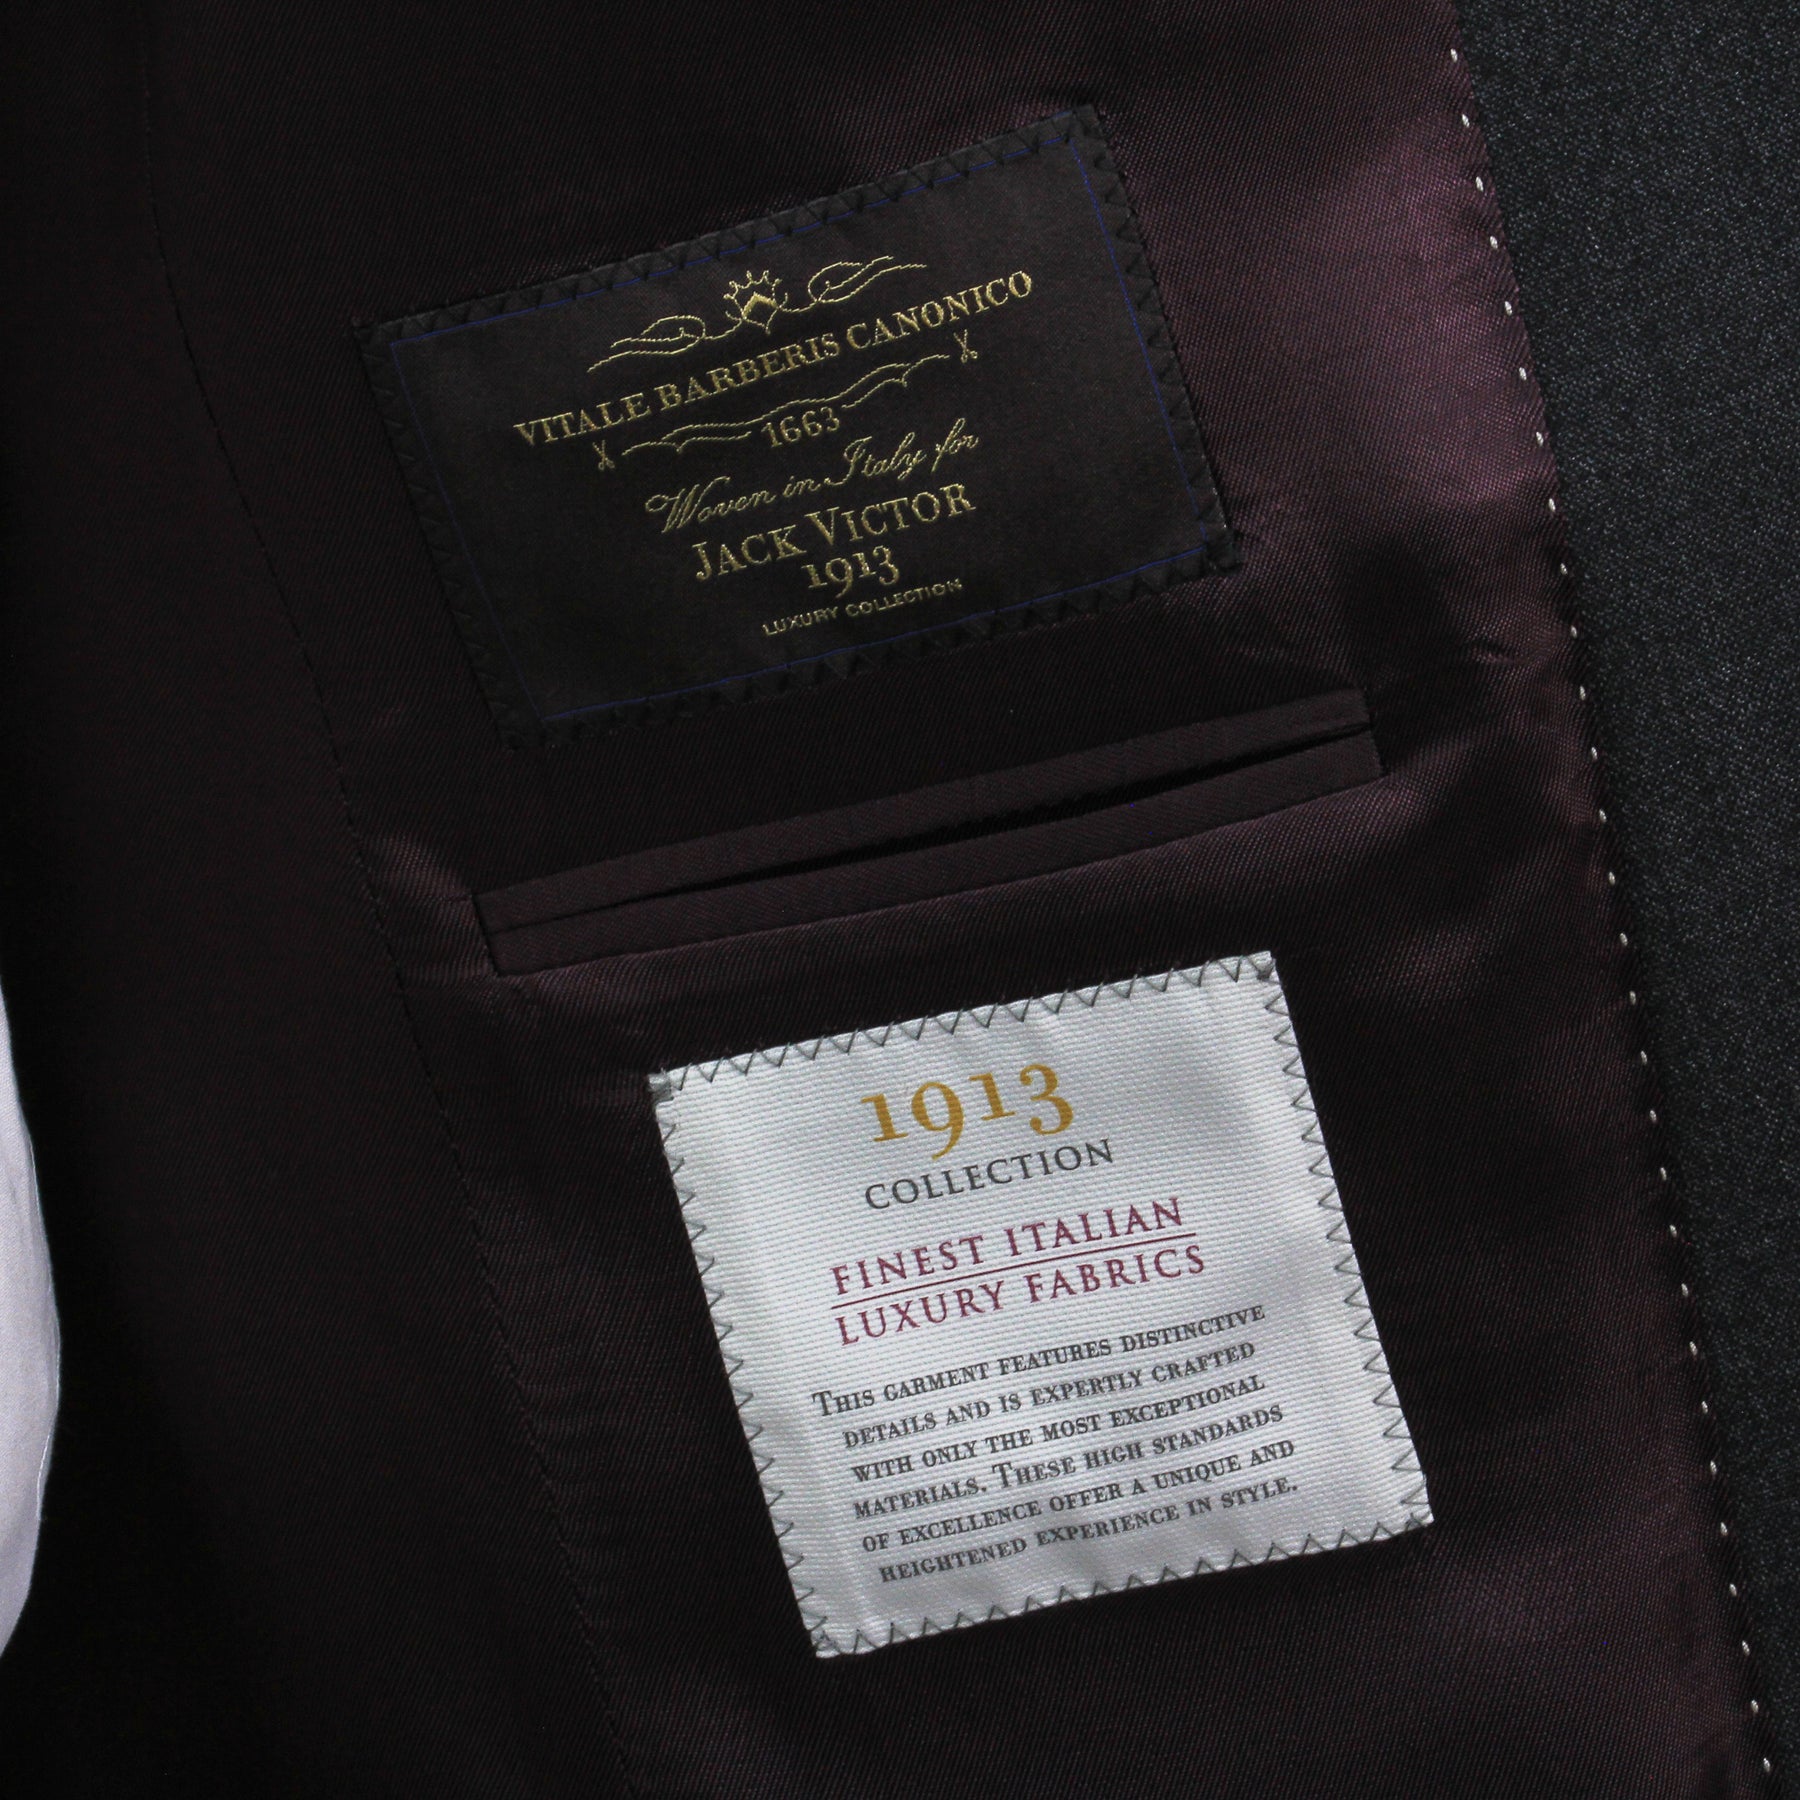 VITALE BARBERIS CANONICO
1663
Woven in Italy for
JACK VICTOR
1913
LUXURY COLLECTION
1913
COLLECTION
FINEST ITALIAN
LUXURY FABRICS
THIS GARMENT FEATURES DISTINCTIVE
DETAILS AND IS EXPERTLY CRAFTED
WITH ONLY THE MOST EXCEPTIONAL
MATERIALS. THESE HIGH STANDARDS
OF EXCELLENCE OFFER A UNIQUE AND
HEIGHTENED EXPERIENCE IN STYLE.